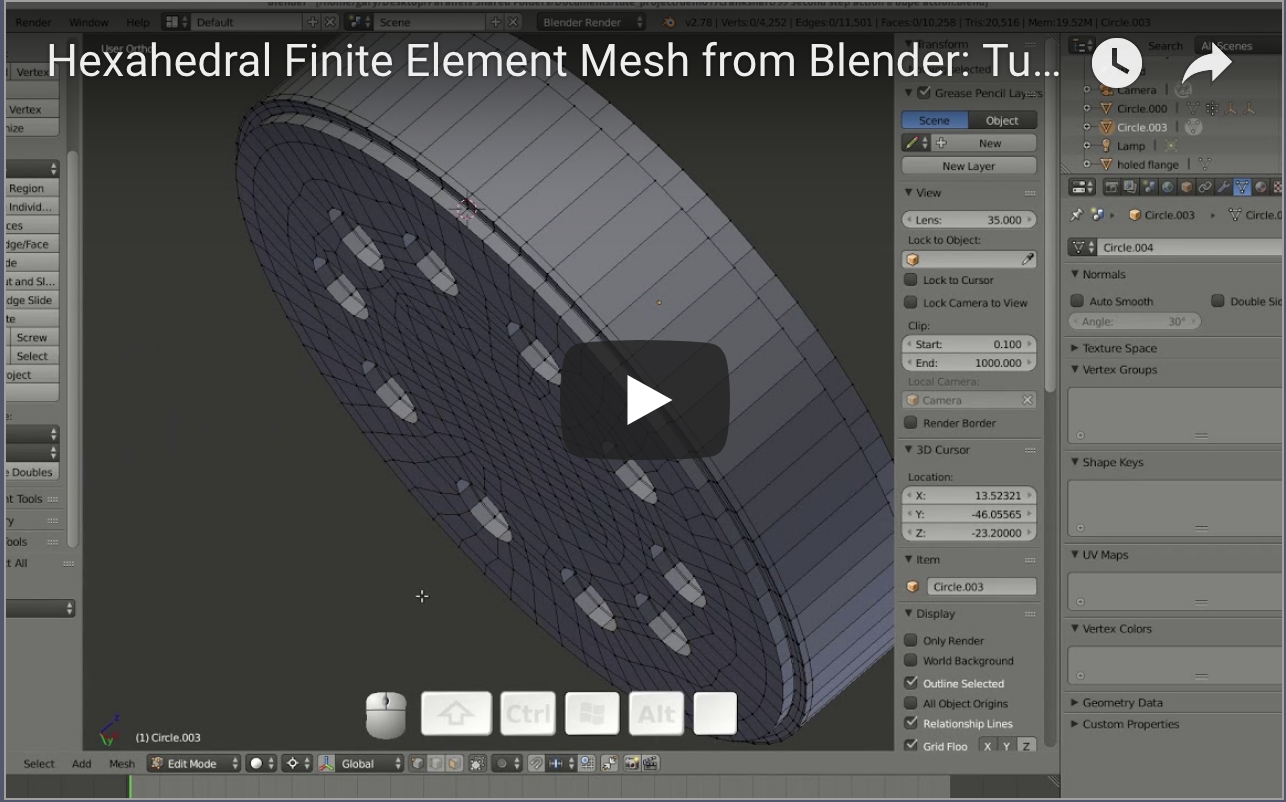 Hexahedral Finite Element Mesh from Blender: Tu...
Render Window Help Default Scene Blender Render v2.78 | Verts:0/4,252 | Edges:0/11,501 | Faces:0/10,258 | Tris:20,516 | Mem:19.52M | Circle.003
User Ortho
Vertex
Vertex
nize
Region
Individ...
ces
dge/Face
de
ut and Sl...
dge Slide
te
Screw
Select
oject
e:
e Doubles
nt Tools
ry
Tools
t All
(1) Circle.003
Ctrl
Alt
Select Add Mesh Edit Mode Global
Transform
Grease Pencil Layers
Scene Object
New
New Layer
View
Lens: 35.000
Lock to Object:
Lock to Cursor
Lock Camera to View
Clip:
Start: 0.100
End: 1000.000
Local Camera:
Camera
Render Border
3D Cursor
Location:
X: 13.52321
Y: -46.05565
Z: -23.20000
Item
Circle.003
Display
Only Render
World Background
Outline Selected
All Object Origins
Relationship Lines
Grid Floo X Y Z
Search All Scenes
Camera
Circle.000
Circle.003
Lamp
holed flange
Circle.003 Circle.0
Circle.004
Normals
Auto Smooth Double Sid
Angle: 30°
Texture Space
Vertex Groups
Shape Keys
UV Maps
Vertex Colors
Geometry Data
Custom Properties